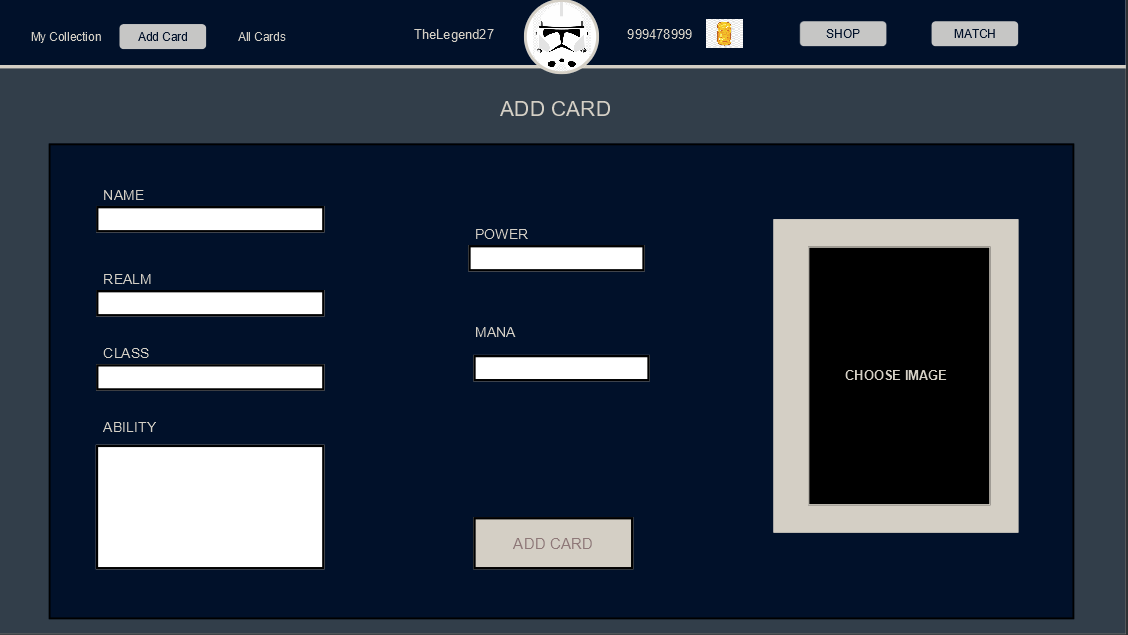 My Collection
Add Card
All Cards
TheLegend27
999478999
SHOP
MATCH
ADD CARD
NAME
REALM
CLASS
ABILITY
POWER
MANA
ADD CARD
CHOOSE IMAGE